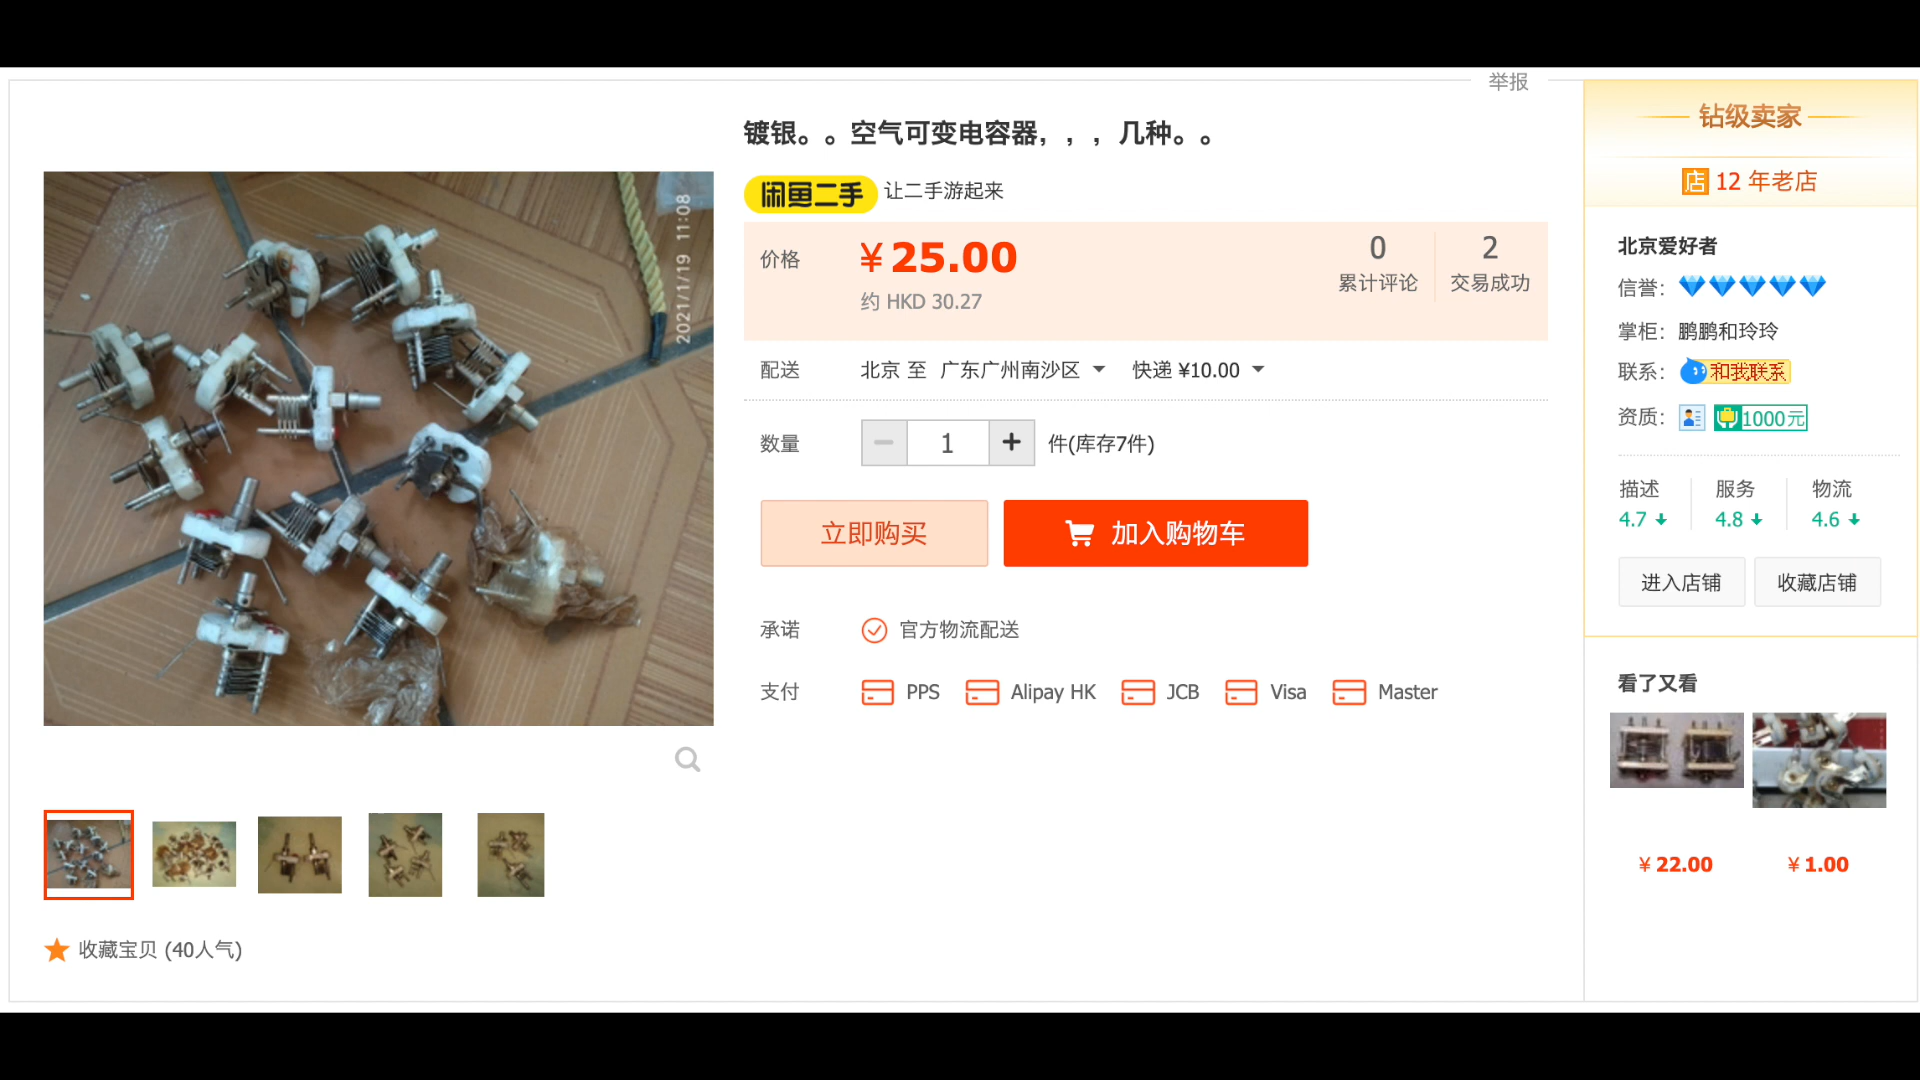 举报
镀银。。空气可变电容器，，，几种。。
闲鱼二手 让二手游起来
价格 ¥25.00
约 HKD 30.27
0 累计评论
2 交易成功
配送 北京 至 广东广州南沙区 快递 ¥10.00
数量 1 件(库存7件)
立即购买 加入购物车
承诺 官方物流配送
支付 PPS Alipay HK JCB Visa Master
2021/1/19 11:08
收藏宝贝 (40人气)
钻级卖家
店 12 年老店
北京爱好者
信誉：
掌柜： 鹏鹏和玲玲
联系： 和我联系
资质： 1000元
描述 服务 物流
4.7 4.8 4.6
进入店铺 收藏店铺
看了又看
¥22.00 ¥1.00